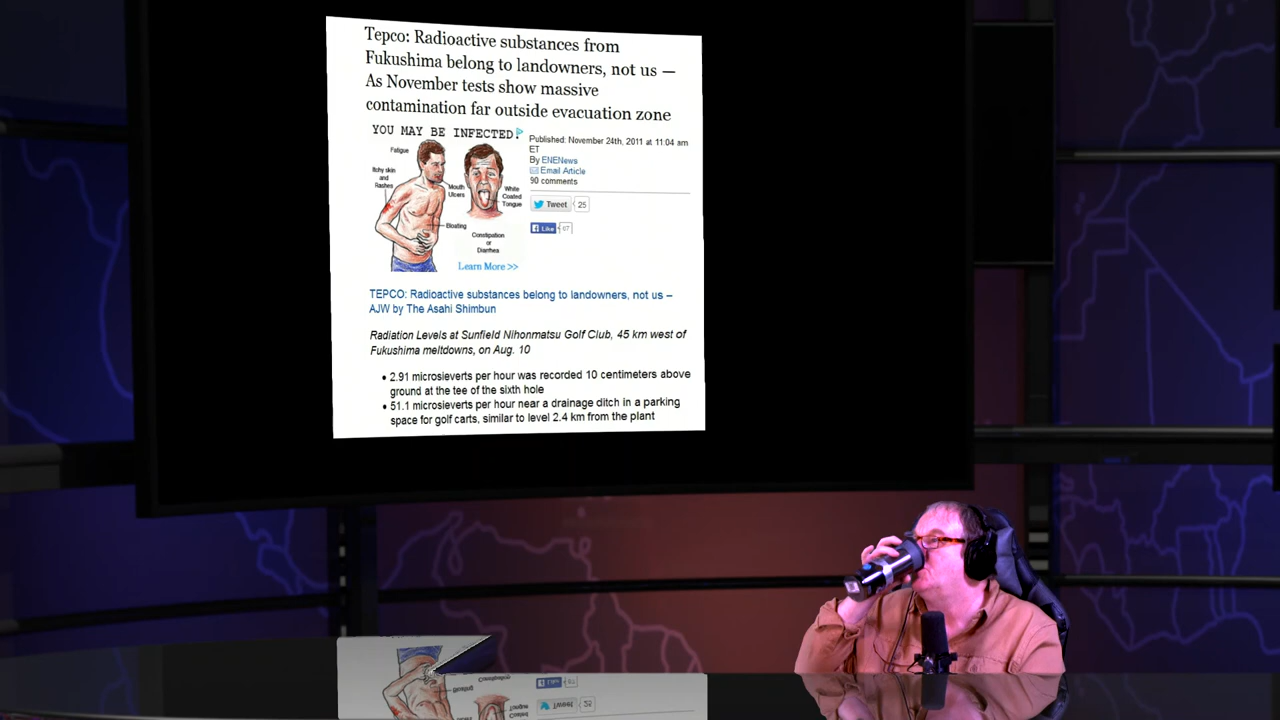 Tepco: Radioactive substances from
Fukushima belong to landowners, not us —
As November tests show massive
contamination far outside evacuation zone
YOU MAY BE INFECTED!
Fatigue
Itchy skin
and
Rashes
Mouth
Ulcers
White
Coated
Tongue
Bloating
Constipation
or
Diarrhea
Learn More >>
Published: November 24th, 2011 at 11:04 am
ET
By ENENews
Email Article
90 comments
Tweet 25
Like 67
TEPCO: Radioactive substances belong to landowners, not us –
AJW by The Asahi Shimbun
Radiation Levels at Sunfield Nihonmatsu Golf Club, 45 km west of
Fukushima meltdowns, on Aug. 10
• 2.91 microsieverts per hour was recorded 10 centimeters above
ground at the tee of the sixth hole
• 51.1 microsieverts per hour near a drainage ditch in a parking
space for golf carts, similar to level 2.4 km from the plant